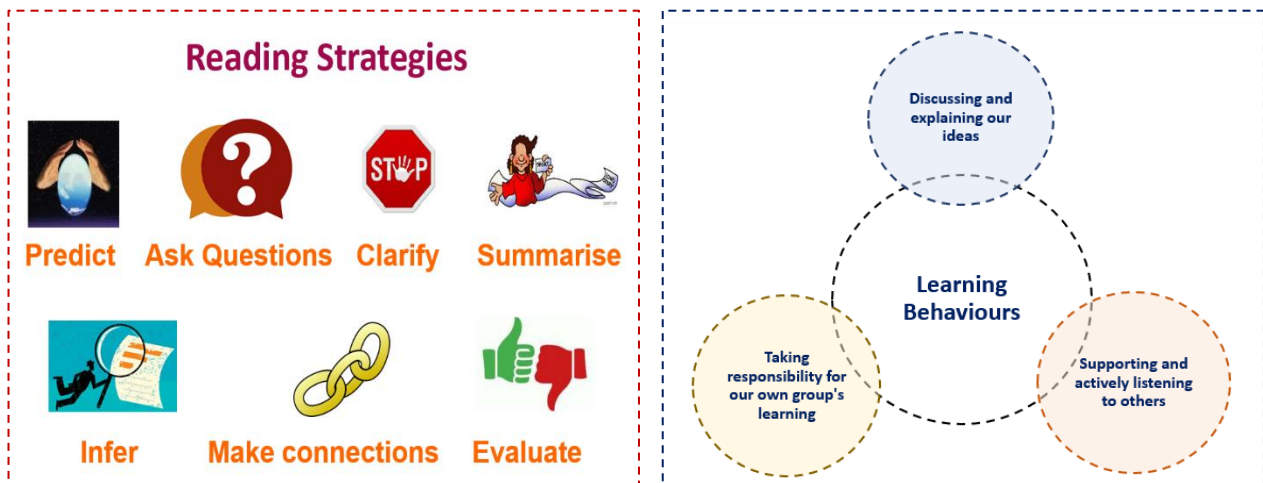 Reading Strategies
STOP
Predict
Ask Questions
Clarify
Summarise
Infer
Make connections
Evaluate
Discussing and
explaining our
ideas
Learning
Behaviours
Taking
responsibility for
our own group's
learning
Supporting and
actively listening
to others